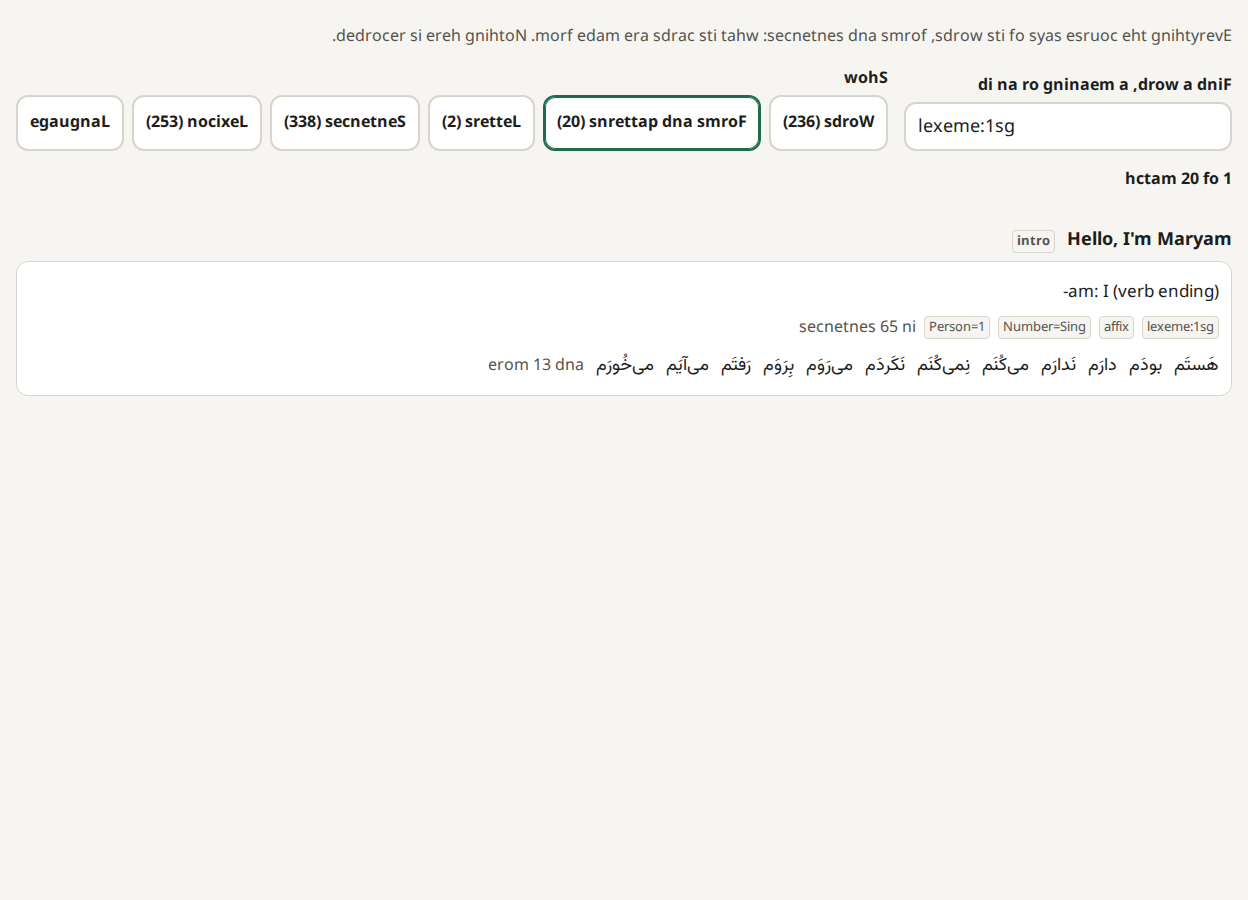 .dedrocer si ereh gnihtoN .morf edam era sdrac sti tahw :secnetnes dna smrof ,sdrow sti fo syas esruoc eht gnihtyrevE
di na ro gninaem a ,drow a dniF
lexeme:1sg
wohS
(236) sdroW
(20) snrettap dna smroF
(2) sretteL
(338) secnetneS
(253) nocixeL
egaugnaL
hctam 20 fo 1
Hello, I'm Maryam intro
-am: I (verb ending)
lexeme:1sg affix Number=Sing Person=1 secnetnes 65 ni
هَستَم بودَم دارَم نَدارَم می‌کُنَم نِمی‌کُنَم نَکَردَم می‌رَوَم بِرَوَم رَفتَم می‌آیَم می‌خُورَم erom 13 dna